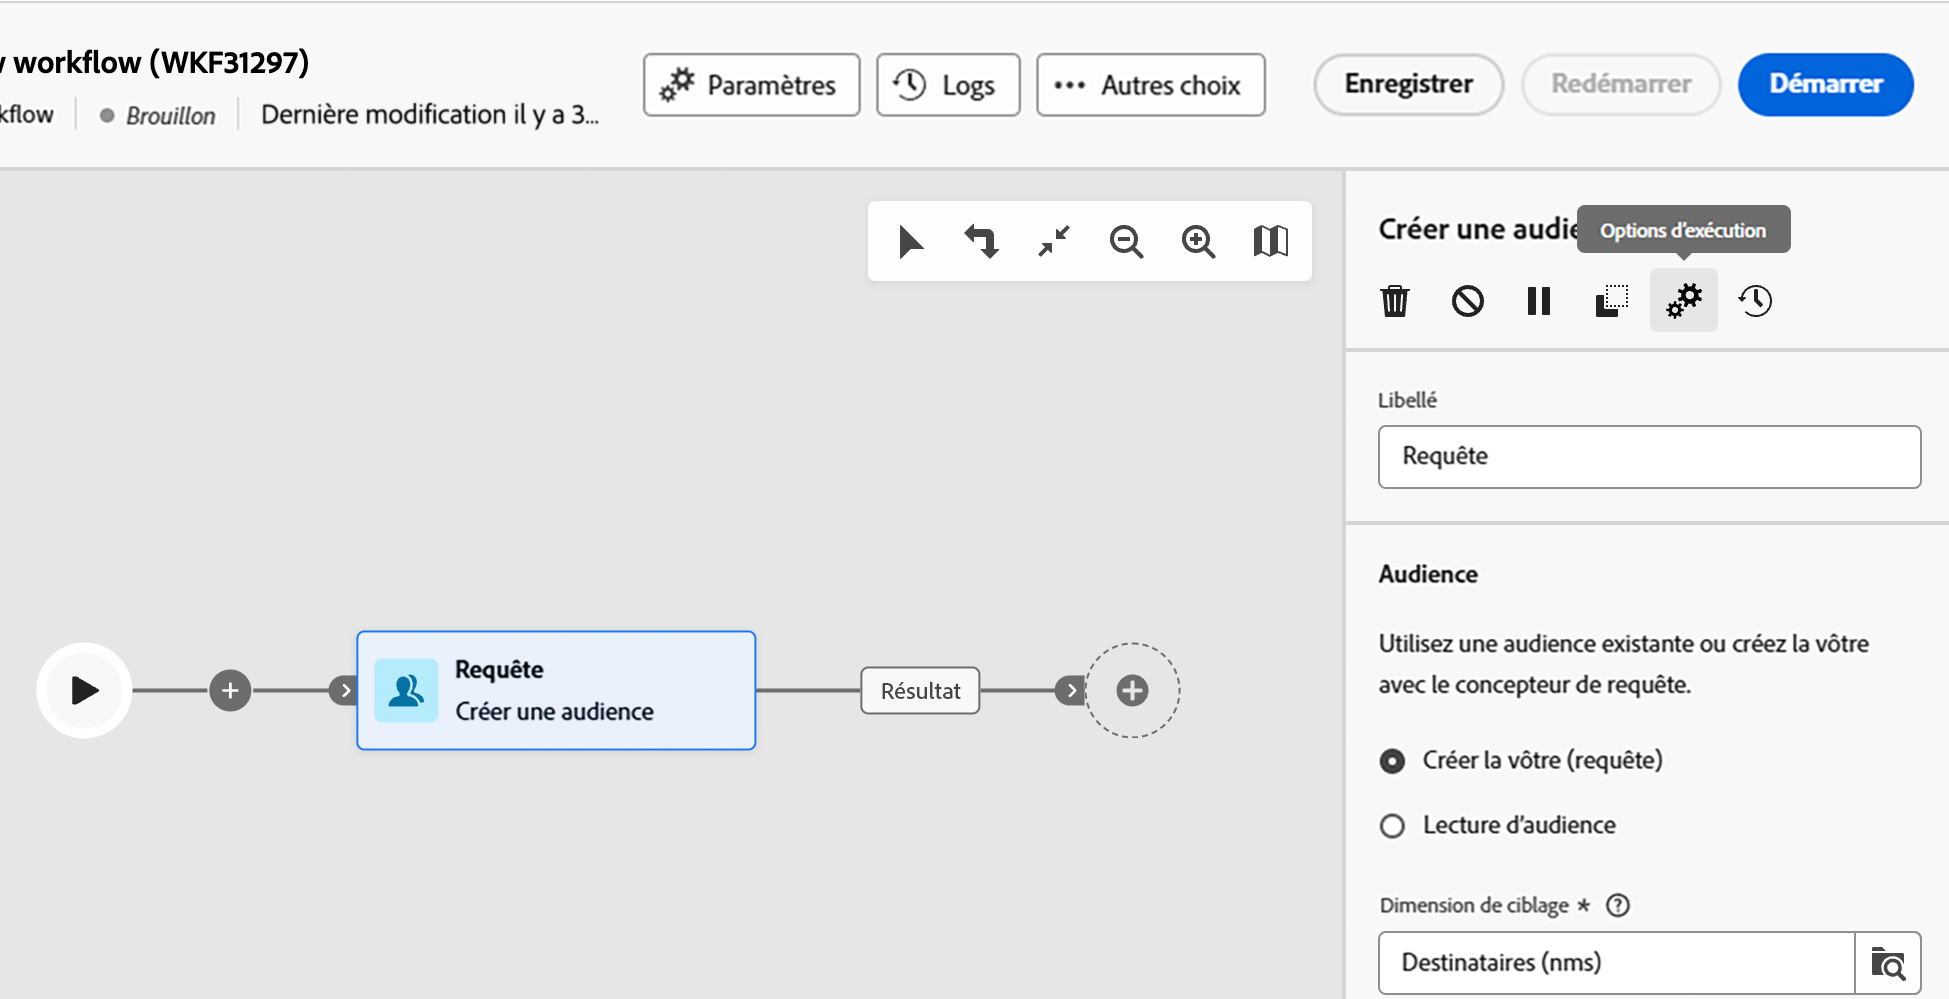 workflow (WKF31297)
Brouillon
Dernière modification il y a 3...
Paramètres
Logs
Autres choix
Enregistrer
Redémarrer
Démarrer
Créer une audie
Options d'exécution
Libellé
Requête
Audience
Utilisez une audience existante ou créez la vôtre
avec le concepteur de requête.
Créer la vôtre (requête)
Lecture d'audience
Dimension de ciblage *
Destinataires (nms)
Requête
Créer une audience
Résultat